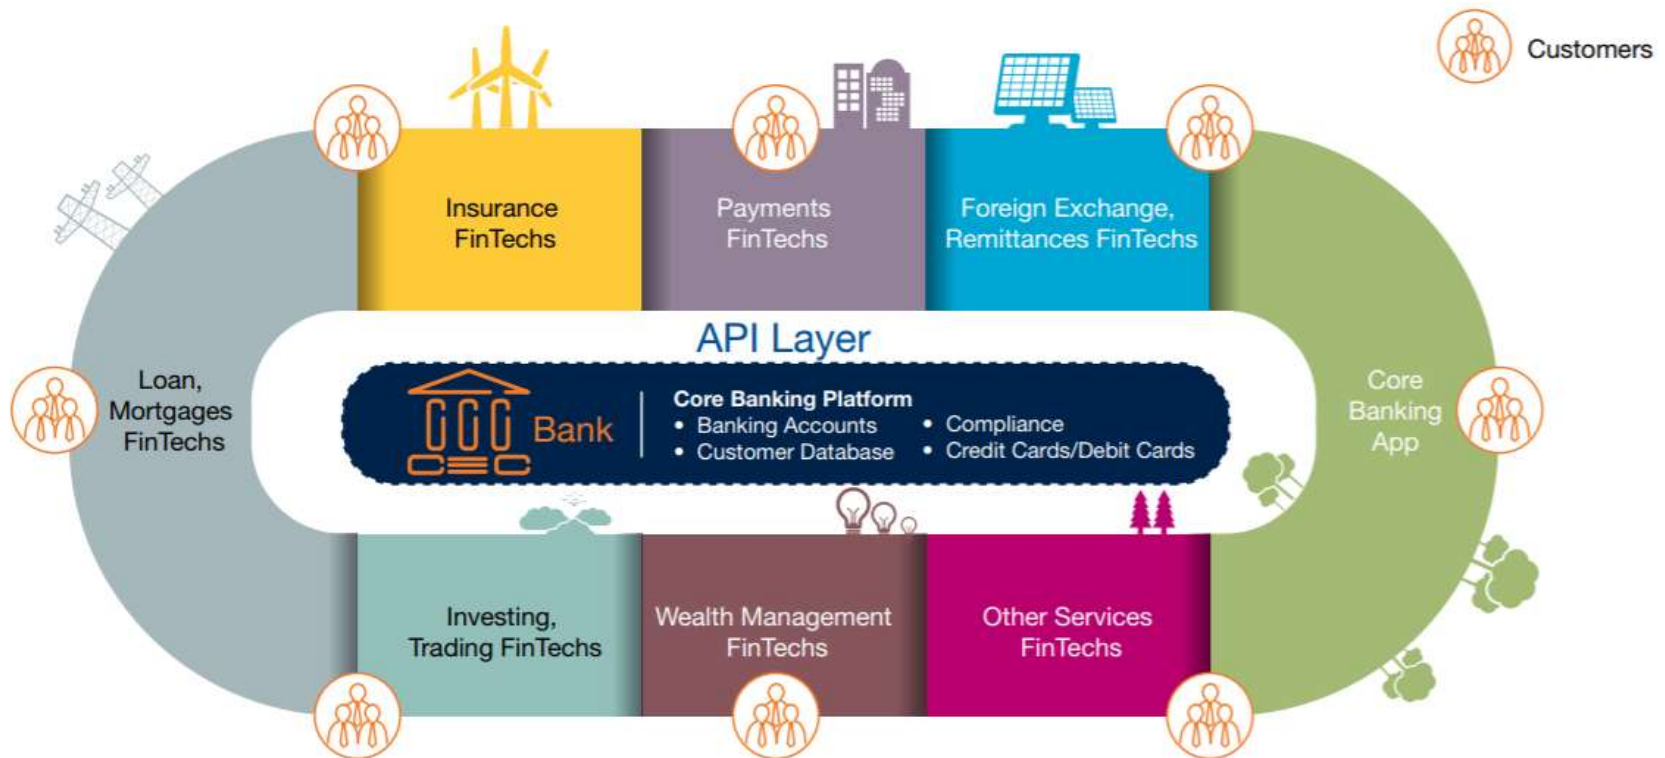 Customers
Insurance
FinTechs
Payments
FinTechs
Foreign Exchange,
Remittances FinTechs
API Layer
Loan,
Mortgages
FinTechs
Bank
Core Banking Platform
• Banking Accounts
• Customer Database
• Compliance
• Credit Cards/Debit Cards
Core
Banking
App
Investing,
Trading FinTechs
Wealth Management
FinTechs
Other Services
FinTechs